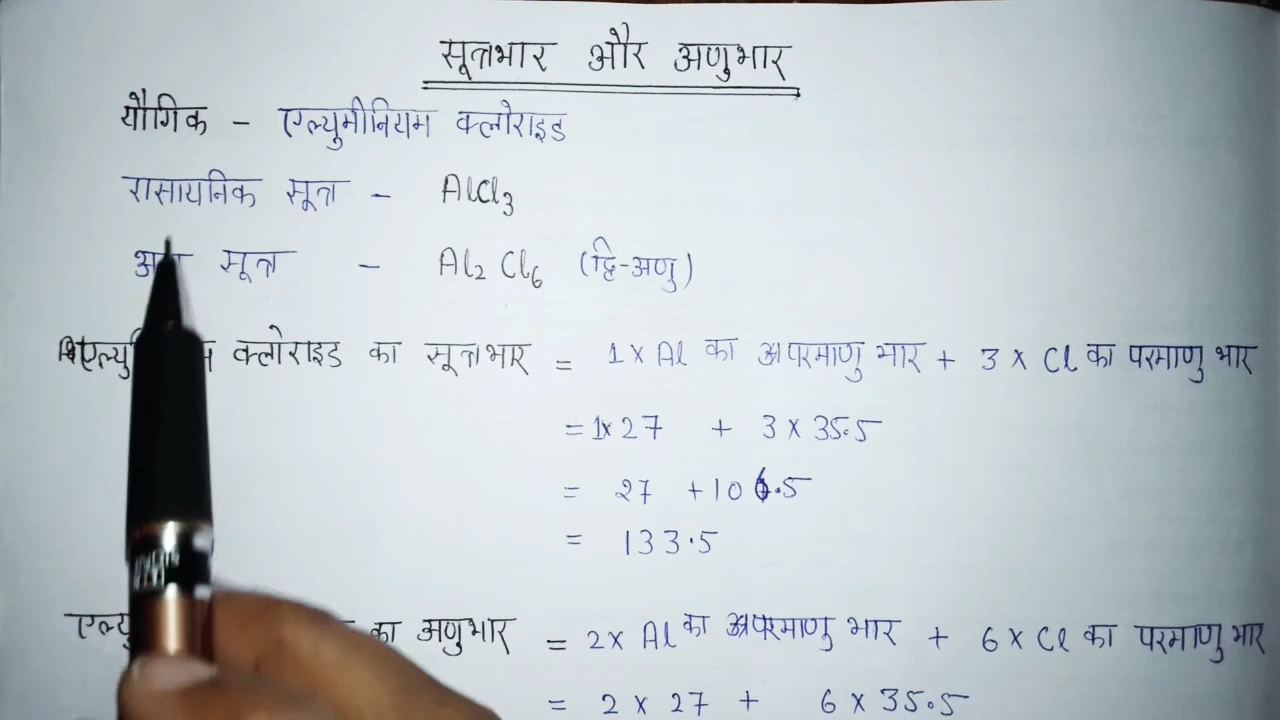 सूत्रभार और अणुभार
यौगिक - एल्युमीनियम क्लोराइड
रासायनिक सूत्र - AlCl₃
सूत्र - Al₂ Cl₆ (द्वि-अणु)
क्लोराइड का सूत्रभार = 1 x Al का परमाणु भार + 3 x Cl का परमाणु भार
= 1x 27 + 3 x 35.5
= 27 + 106.5
= 133.5
का अणुभार = 2 x Al का परमाणु भार + 6 x Cl का परमाणु भार
= 2 x 27 + 6 x 35.5